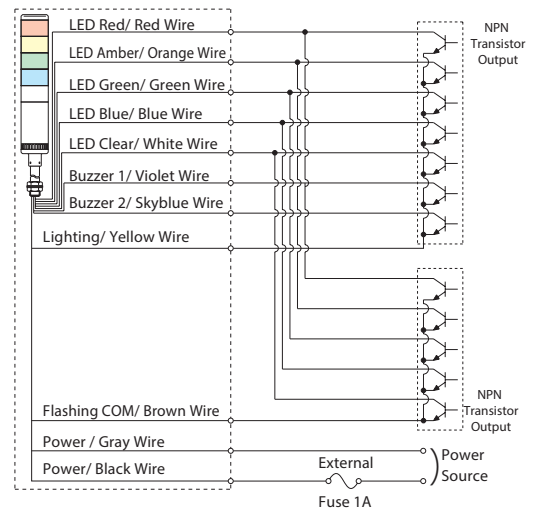 LED Red/ Red Wire
LED Amber/ Orange Wire
LED Green/ Green Wire
LED Blue/ Blue Wire
LED Clear/ White Wire
Buzzer 1/ Violet Wire
Buzzer 2/ Skyblue Wire
Lighting/ Yellow Wire
NPN
Transistor
Output
Flashing COM/ Brown Wire
NPN
Transistor
Output
Power / Gray Wire
Power/ Black Wire
External
Fuse 1A
Power
Source